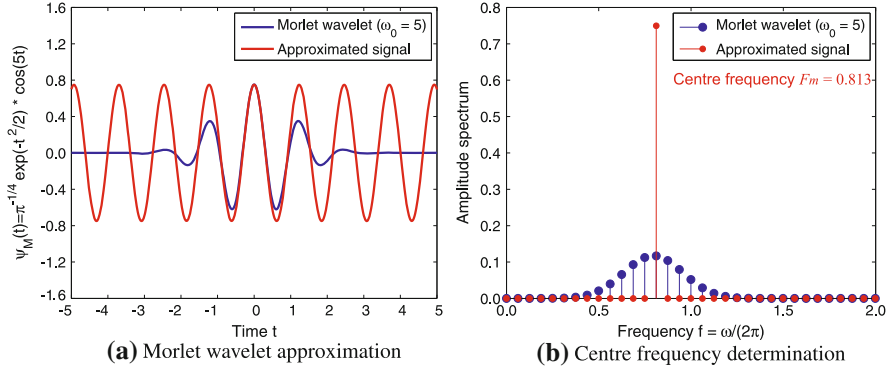 Morlet wavelet (ω₀ = 5)
Approximated signal
1.6
1.2
0.8
0.4
0.0
-0.4
-0.8
-1.2
-1.6
ψ_M(t)=π^(-1/4) exp(-t²/2) * cos(5t)
-5 -4 -3 -2 -1 0 1 2 3 4 5
Time t
(a) Morlet wavelet approximation
Morlet wavelet (ω₀ = 5)
Approximated signal
Centre frequency Fm = 0.813
0.8
0.7
0.6
0.5
0.4
0.3
0.2
0.1
0.0
Amplitude spectrum
0.0 0.5 1.0 1.5 2.0
Frequency f = ω/(2π)
(b) Centre frequency determination